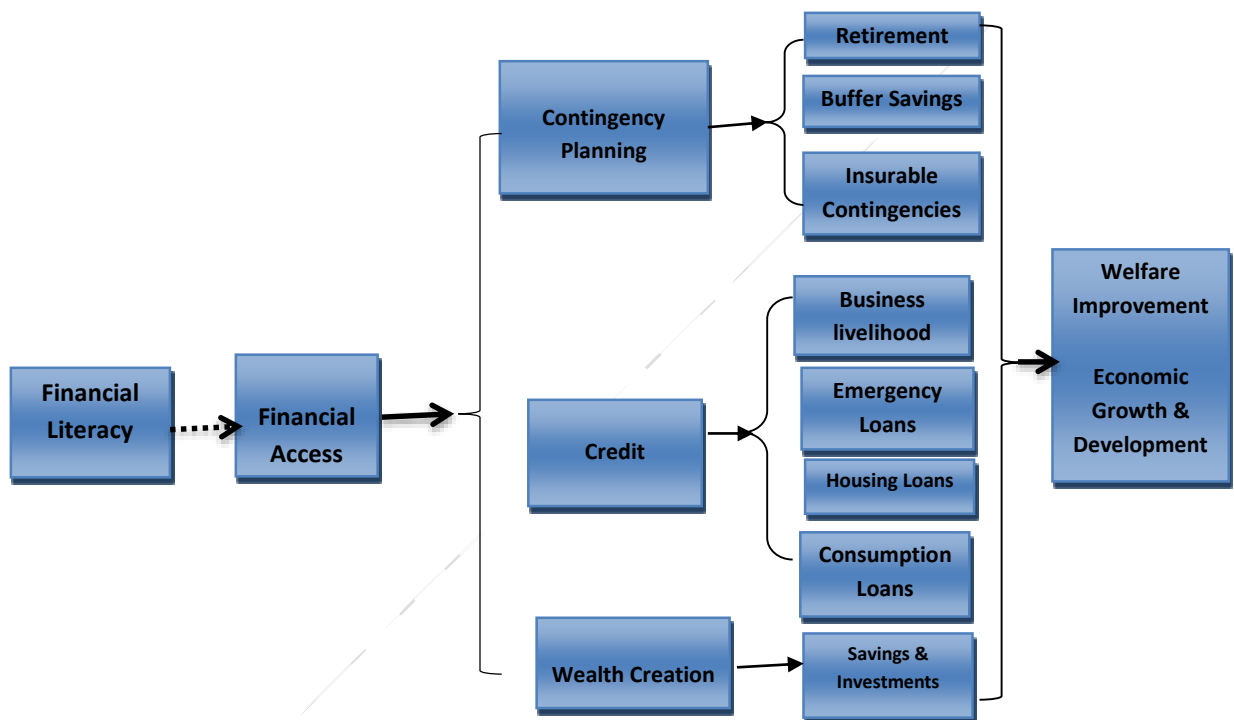 Financial
Literacy
Financial
Access
Contingency
Planning
Retirement
Buffer Savings
Insurable
Contingencies
Credit
Business
livelihood
Emergency
Loans
Housing Loans
Consumption
Loans
Wealth Creation
Savings &
Investments
Welfare
Improvement
Economic
Growth &
Development